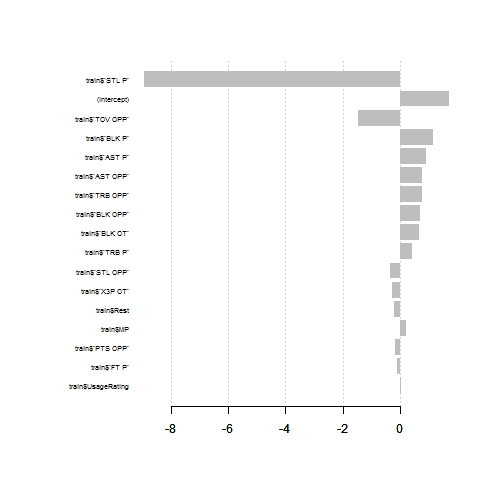 train$`STL P`
(Intercept)
train$`TOV OPP`
train$`BLK P`
train$`AST P`
train$`AST OPP`
train$`TRB OPP`
train$`BLK OPP`
train$`BLK OT`
train$`TRB P`
train$`STL OPP`
train$`X3P OT`
train$Rest
train$MP
train$`PTS OPP`
train$`FT P`
train$UsageRating
-8 -6 -4 -2 0